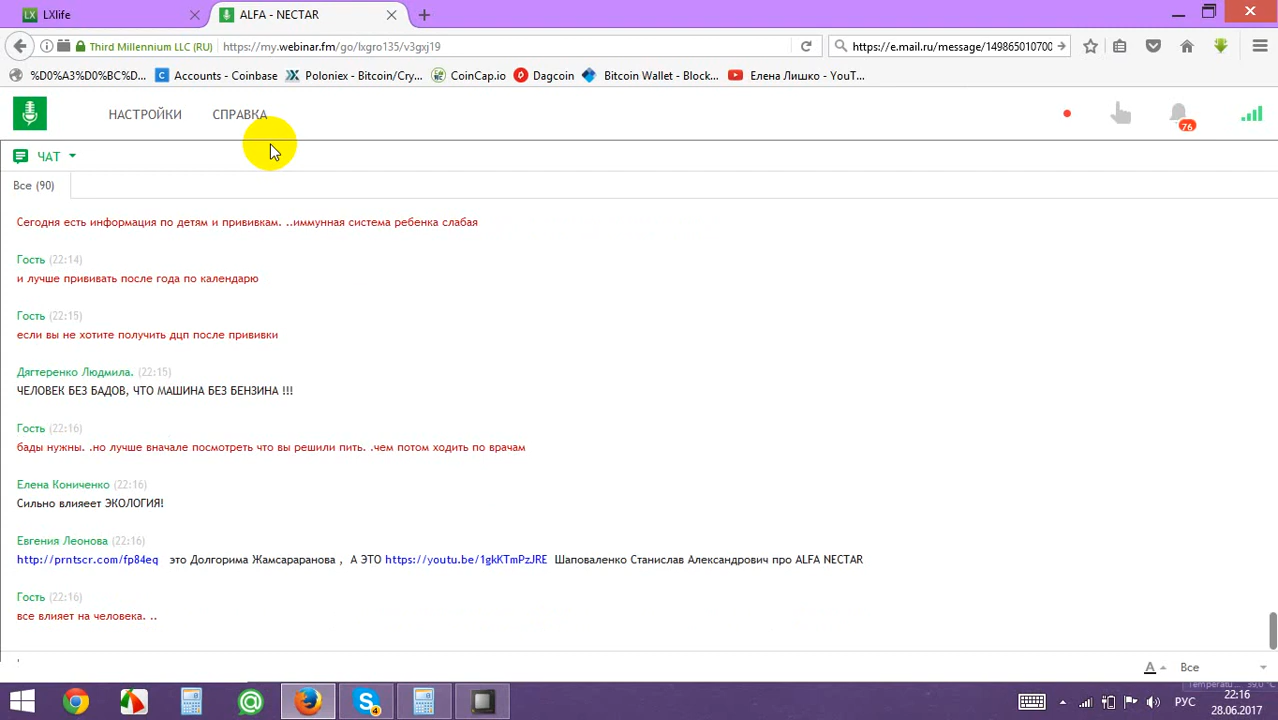 LXlife
ALFA - NECTAR
Third Millennium LLC (RU)
https://my.webinar.fm/go/lxgro135/v3gxj19
https://e.mail.ru/message/149865010700
%D0%A3%D0%BC%D...
Accounts - Coinbase
Poloniex - Bitcoin/Cry...
CoinCap.io
Dagcoin
Bitcoin Wallet - Block...
Елена Лишко - YouT...
НАСТРОЙКИ
СПРАВКА
76
ЧАТ
Все (90)
Сегодня есть информация по детям и прививкам. ..иммунная система ребенка слабая
Гость (22:14)
и лучше прививать после года по календарю
Гость (22:15)
если вы не хотите получить дцп после прививки
Дягтеренко Людмила. (22:15)
ЧЕЛОВЕК БЕЗ БАДОВ, ЧТО МАШИНА БЕЗ БЕНЗИНА !!!
Гость (22:16)
бады нужны. .но лучше вначале посмотреть что вы решили пить. .чем потом ходить по врачам
Елена Кониченко (22:16)
Сильно влияеет ЭКОЛОГИЯ!
Евгения Леонова (22:16)
http://prntscr.com/fp84eq это Долгорима Жамсараранова , А ЭТО https://youtu.be/1gkKTmPzJRE Шаповаленко Станислав Александрович про ALFA NECTAR
Гость (22:16)
все влияет на человека. ..
A
Все
4
РУС
22:16
28.06.2017